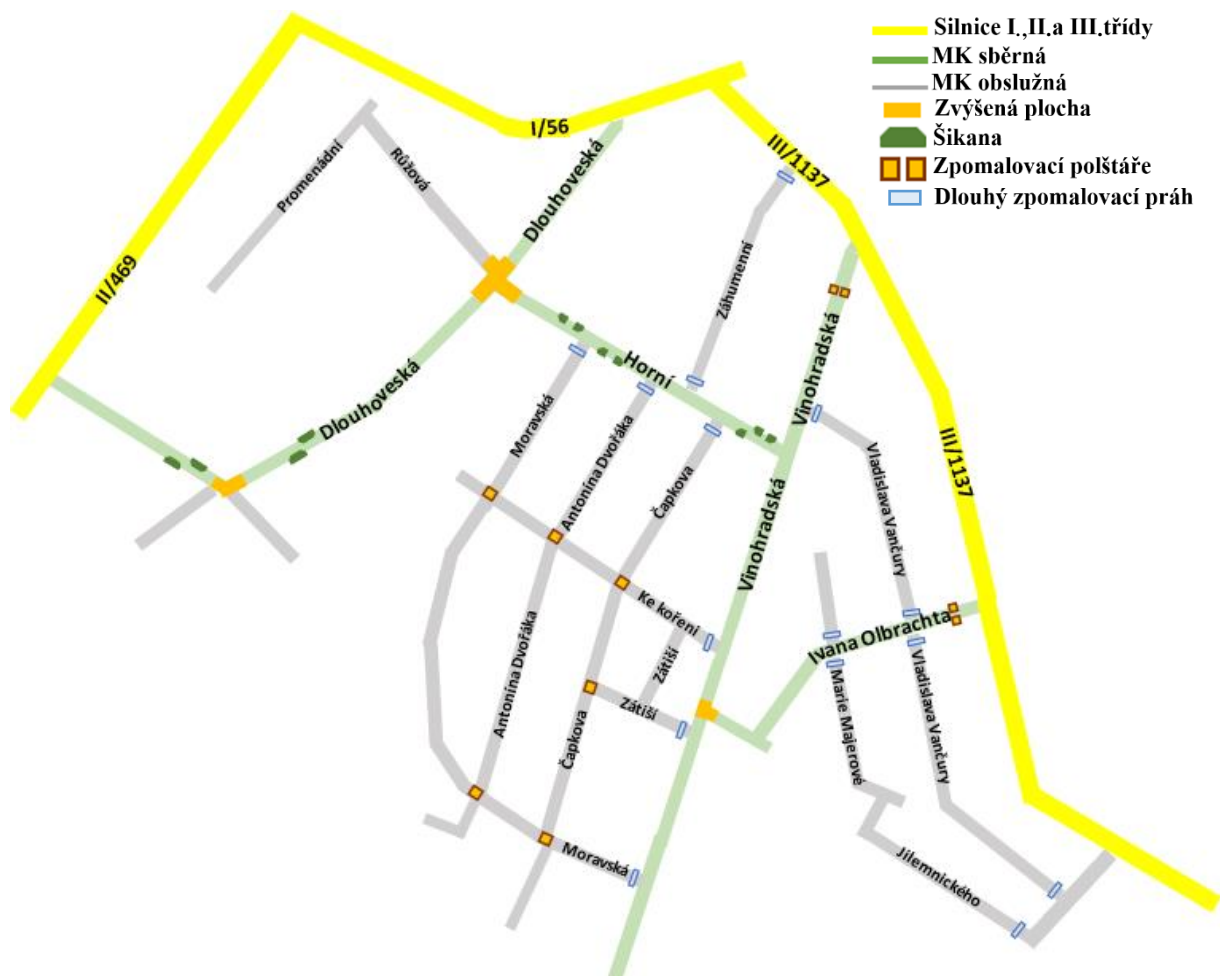 Silnice I.,II.a III.třídy
MK sběrná
MK obslužná
Zvýšená plocha
Šikana
Zpomalovací polštáře
Dlouhý zpomalovací práh
I/56
III/1137
Promenádní
Růžová
Dlouhoveská
II/469
Záhumenní
Dlouhoveská
Horní
Vinohradská
Moravská
Antonína Dvořáka
Čapkova
Vladislava Vančury
III/1137
Vinohradská
Ke kořeni
Ivana Olbrachta
Antonína Dvořáka
Zátiší
Zátiší
Čapkova
Marie Majerové
Vladislava Vančury
Moravská
Jilemnického